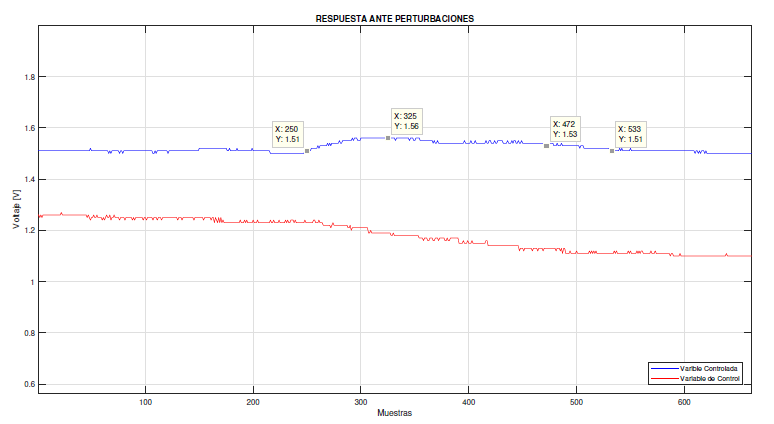 RESPUESTA ANTE PERTURBACIONES
1.8
1.6
1.4
1.2
1
0.8
0.6
Voltaje [V]
X: 250
Y: 1.51
X: 325
Y: 1.56
X: 472
Y: 1.53
X: 533
Y: 1.51
Varible Controlada
Variable de Control
100
200
300
400
500
600
Muestras